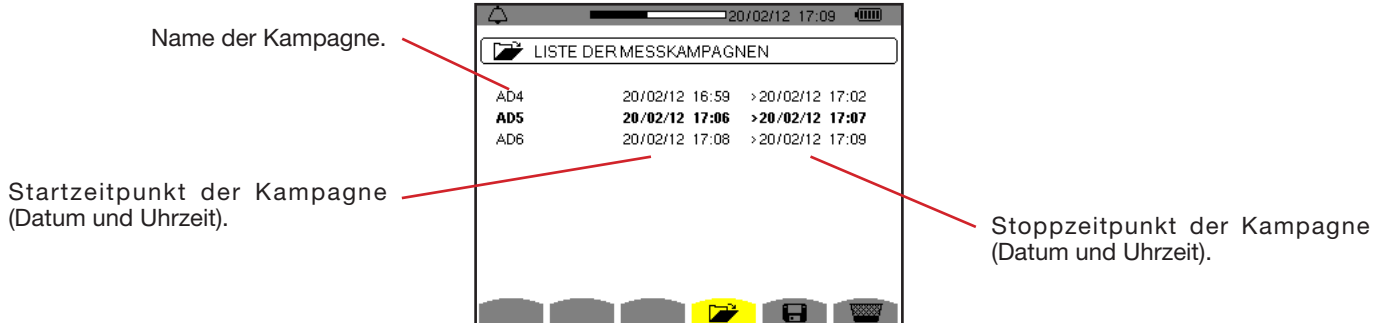 20/02/12 17:09
Name der Kampagne.
LISTE DER MESSKAMPAGNEN
AD4 20/02/12 16:59 >20/02/12 17:02
AD5 20/02/12 17:06 >20/02/12 17:07
AD6 20/02/12 17:08 >20/02/12 17:09
Startzeitpunkt der Kampagne
(Datum und Uhrzeit).
Stoppzeitpunkt der Kampagne
(Datum und Uhrzeit).